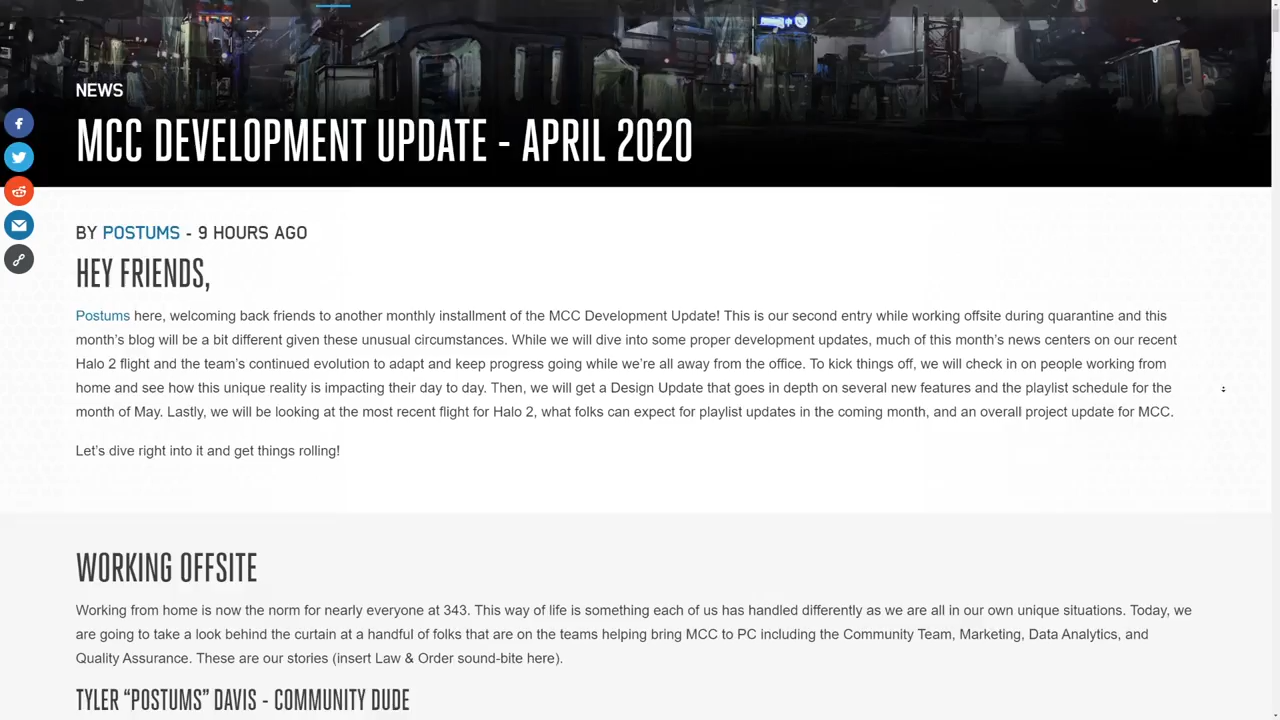 NEWS
MCC DEVELOPMENT UPDATE - APRIL 2020
BY POSTUMS - 9 HOURS AGO
HEY FRIENDS,
Postums here, welcoming back friends to another monthly installment of the MCC Development Update! This is our second entry while working offsite during quarantine and this
month’s blog will be a bit different given these unusual circumstances. While we will dive into some proper development updates, much of this month’s news centers on our recent
Halo 2 flight and the team’s continued evolution to adapt and keep progress going while we’re all away from the office. To kick things off, we will check in on people working from
home and see how this unique reality is impacting their day to day. Then, we will get a Design Update that goes in depth on several new features and the playlist schedule for the
month of May. Lastly, we will be looking at the most recent flight for Halo 2, what folks can expect for playlist updates in the coming month, and an overall project update for MCC.
Let’s dive right into it and get things rolling!
WORKING OFFSITE
Working from home is now the norm for nearly everyone at 343. This way of life is something each of us has handled differently as we are all in our own unique situations. Today, we
are going to take a look behind the curtain at a handful of folks that are on the teams helping bring MCC to PC including the Community Team, Marketing, Data Analytics, and
Quality Assurance. These are our stories (insert Law & Order sound-bite here).
TYLER “POSTUMS” DAVIS - COMMUNITY DUDE